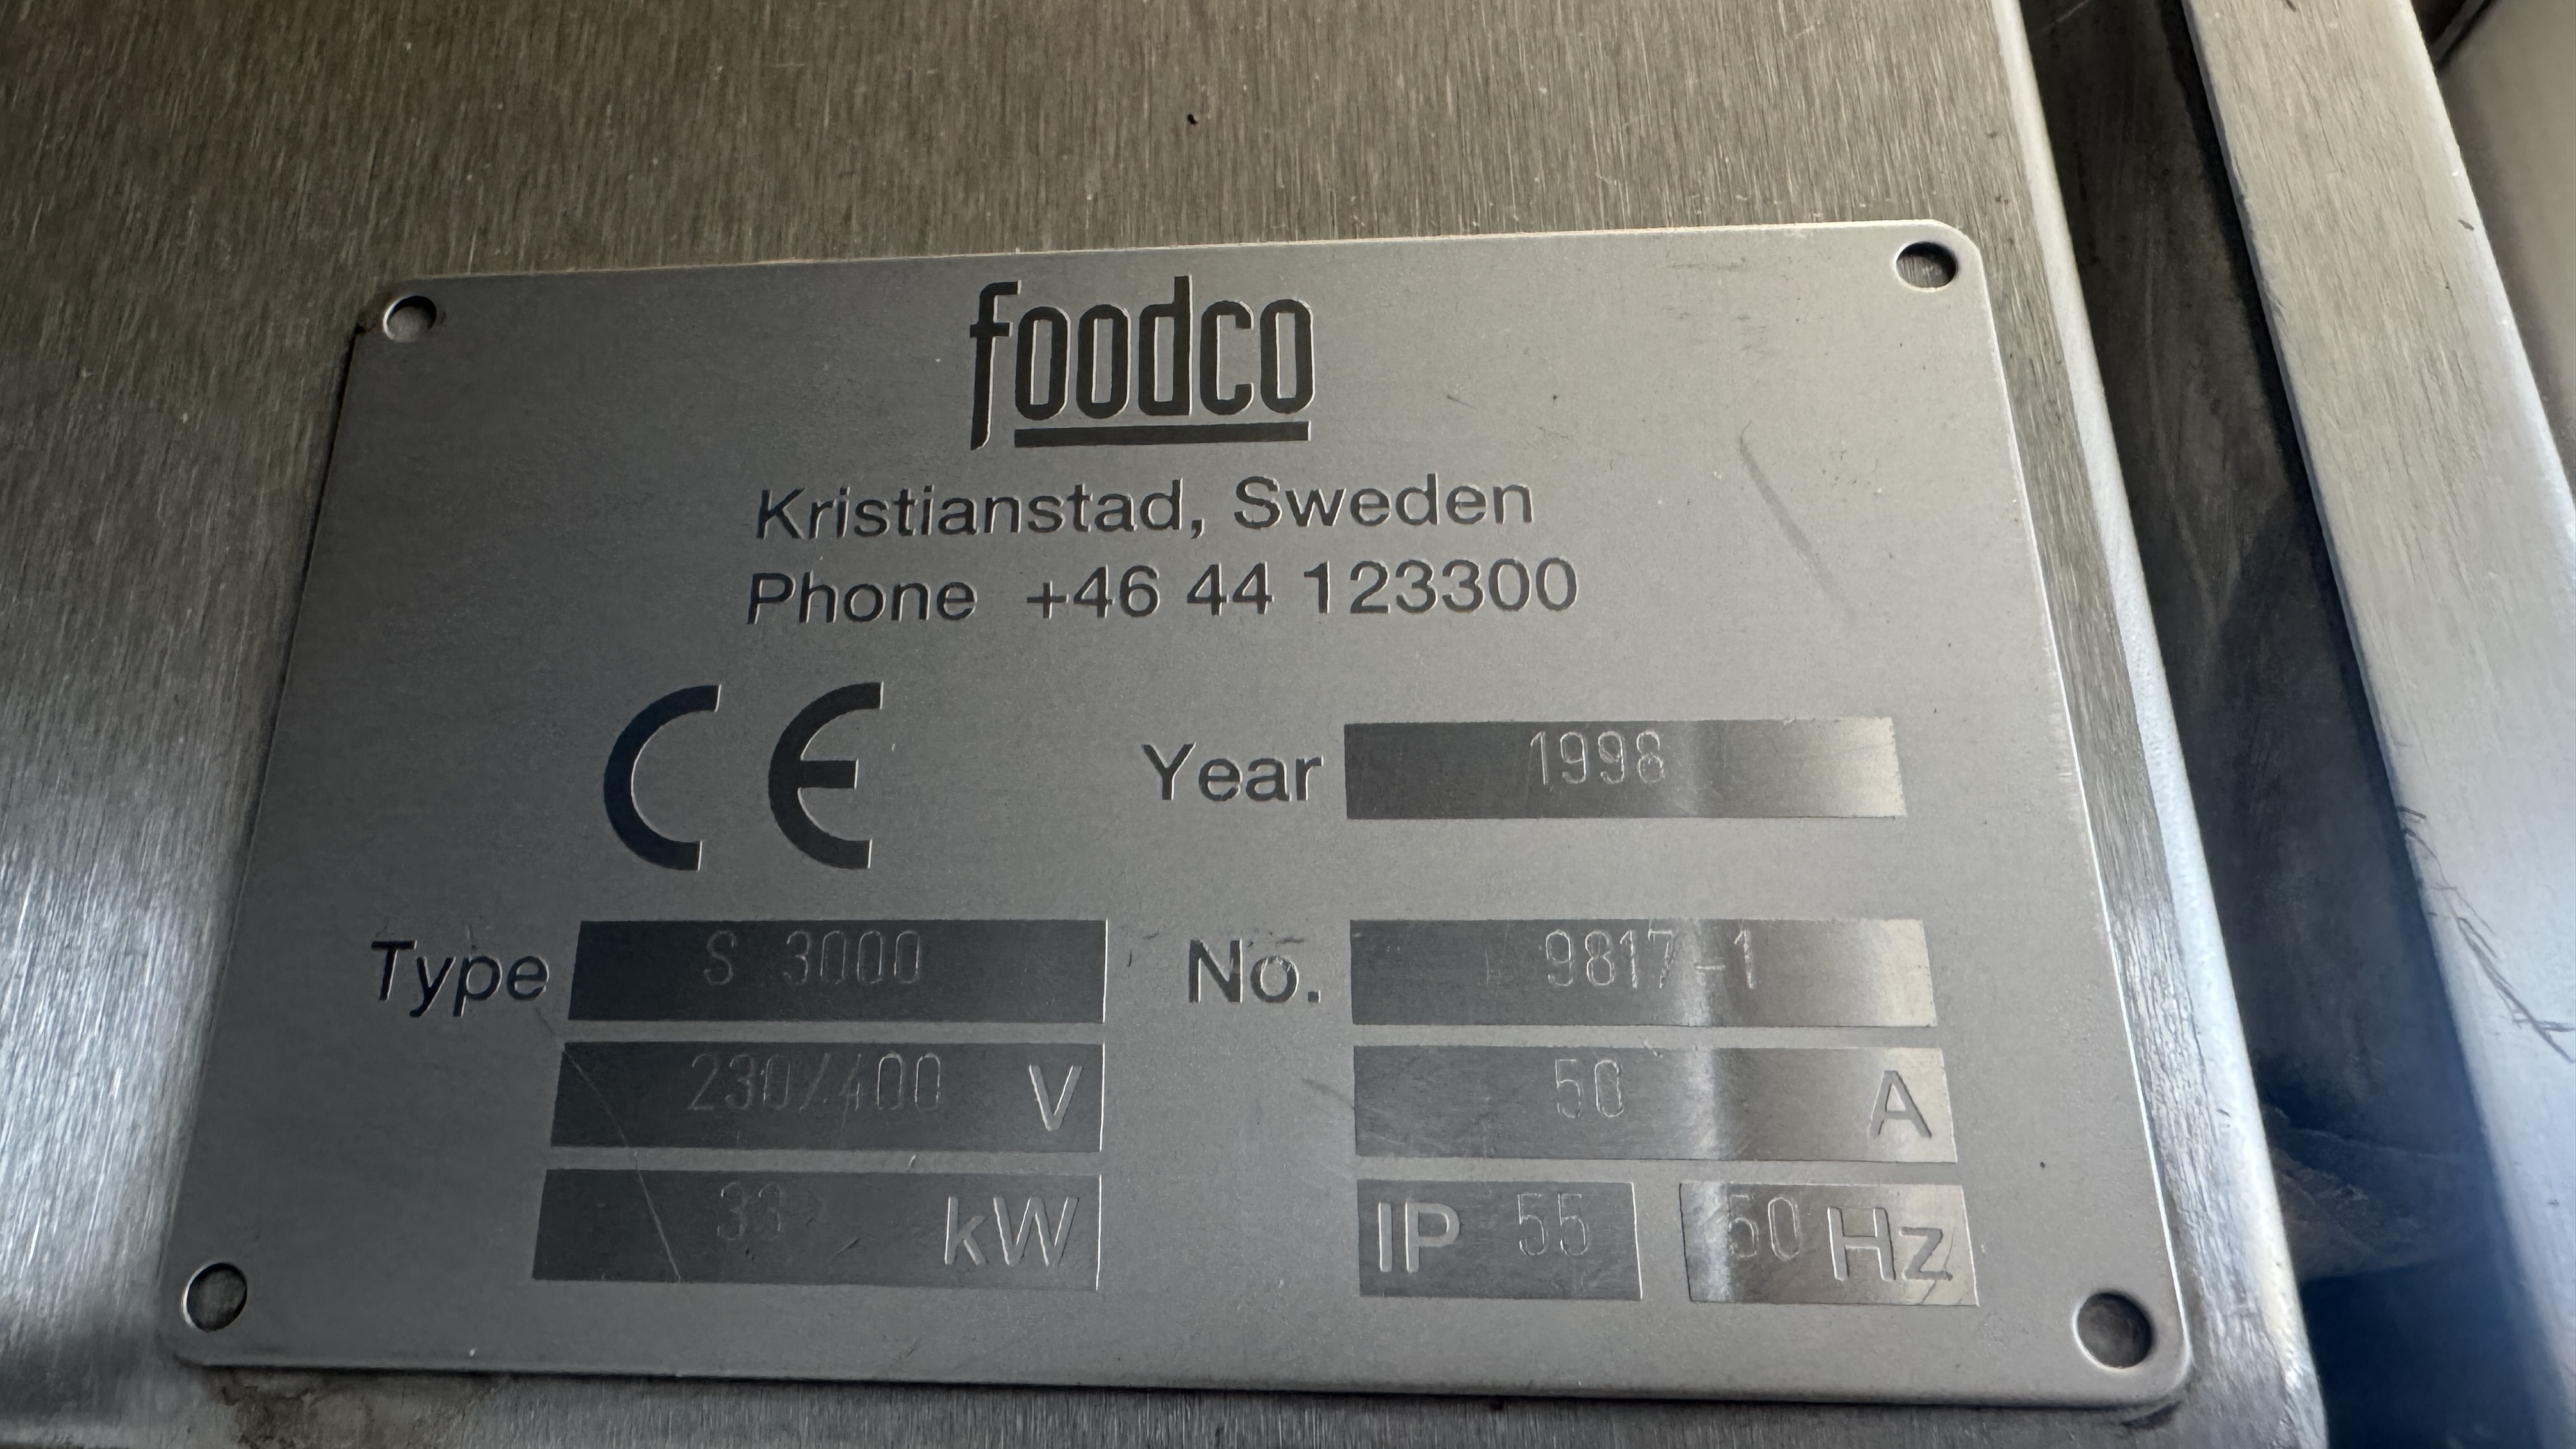 foodco
Kristianstad, Sweden
Phone +46 44 123300
CE
Year 1998
Type S 3000 No. 9817-1
230/400 V 50 A
33 kW IP 55 50 Hz